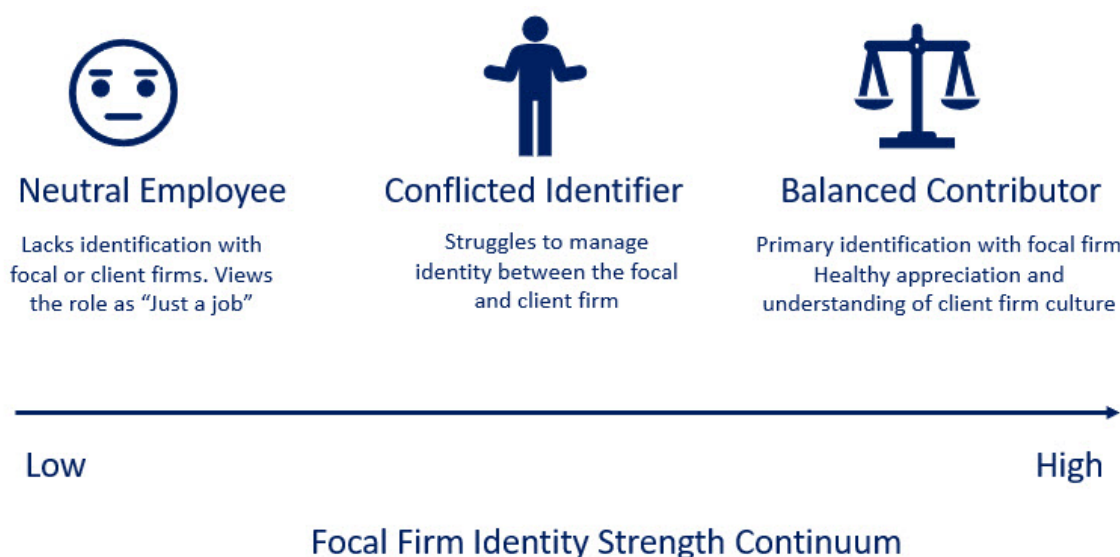 Neutral Employee
Lacks identification with
focal or client firms. Views
the role as “Just a job”
Conflicted Identifier
Struggles to manage
identity between the focal
and client firm
Balanced Contributor
Primary identification with focal firm
Healthy appreciation and
understanding of client firm culture
Low
High
Focal Firm Identity Strength Continuum